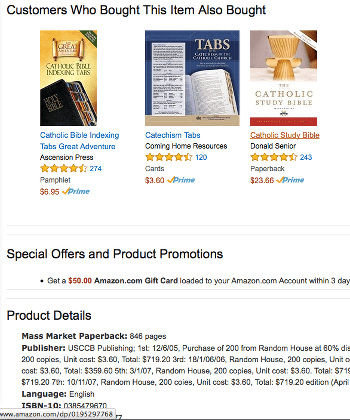 Customers Who Bought This Item Also Bought
GREAT
ADVENTURE
CATHOLIC BIBLE
INDEXING TABS
TABS
CATECHISM OF THE
CATHOLIC CHURCH
THE
CATHOLIC
STUDY BIBLE
Catholic Bible Indexing
Tabs Great Adventure
Ascension Press
274
Pamphlet
$6.95 Prime
Catechism Tabs
Coming Home Resources
120
Cards
$3.60 Prime
Catholic Study Bible
Donald Senior
243
Paperback
$23.66 Prime
Special Offers and Product Promotions
• Get a $50.00 Amazon.com Gift Card loaded to your Amazon.com Account within 3 day
Product Details
Mass Market Paperback: 846 pages
Publisher: USCCB Publishing; 1st: 12/6/05, Purchase of 200 from Random House at 60% dis
200 copies, Unit cost: $3.60, Total: $719.20 3rd: 18/1/06/06, Random House, 200 copies, Unit o
cost: $3.60, Total: $359.60 5th: 3/1/07, Random House, 200 copies, Unit cost: $3.60, Total: $7
$719.20 7th: 10/11/07, Random House, 200 coies, Unit cost: $3.60, Total: $719.20 edition (April
Language: English
ISBN-10: 0385479670
www.amazon.com/dp/0195297768